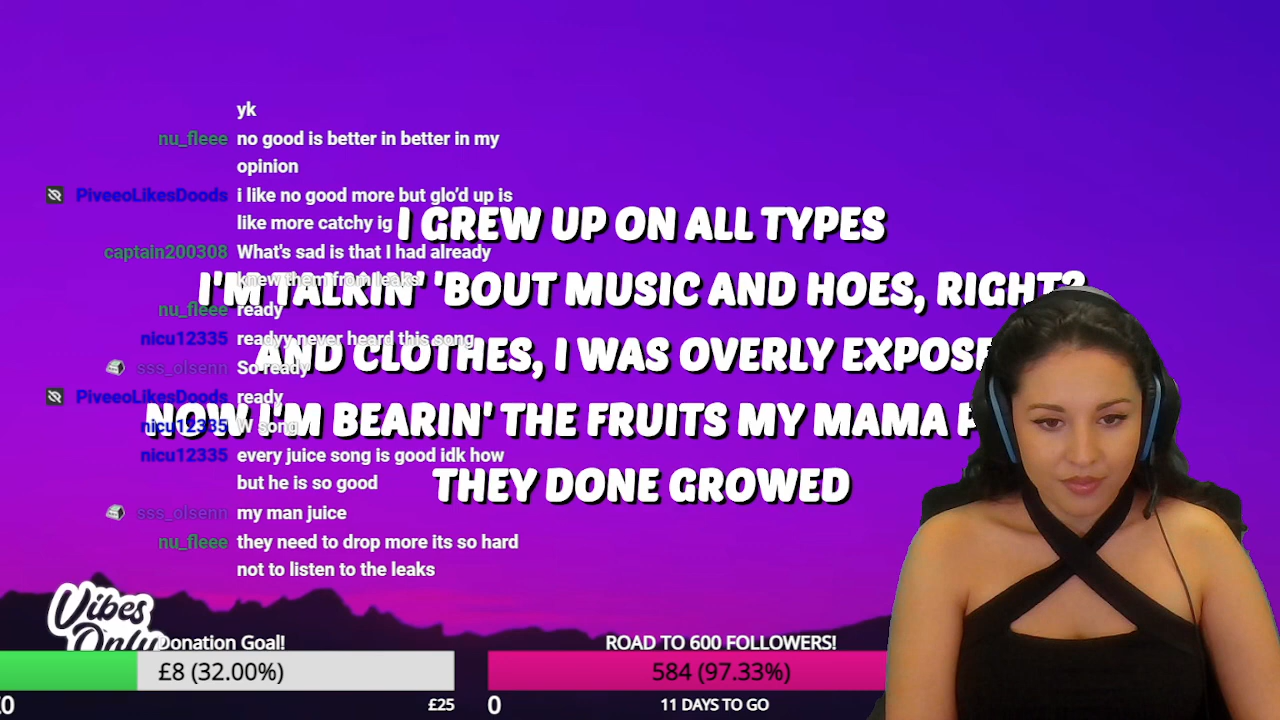 yk
nu_fleee no good is better in better in my
opinion
PiveeoLikesDoods i like no good more but glo'd up is
like more catchy ig
captain200308 What's sad is that I had already
knew them from leaks
nu_fleee ready
nicu12335 readyy never heard this song
sss_olsenn So ready
PiveeoLikesDoods ready
nicu12335 W song
nicu12335 every juice song is good idk how
but he is so good
sss_olsenn my man juice
nu_fleee they need to drop more its so hard
not to listen to the leaks
I GREW UP ON ALL TYPES
I'M TALKIN' 'BOUT MUSIC AND HOES, RIGHT?
AND CLOTHES, I WAS OVERLY
NOW I'M BEARIN' THE FRUITS MY MAMA
THEY DONE GROWED
Vibes
Only
Donation Goal!
£8 (32.00%)
£25
ROAD TO 600 FOLLOWERS!
584 (97.33%)
0
11 DAYS TO GO